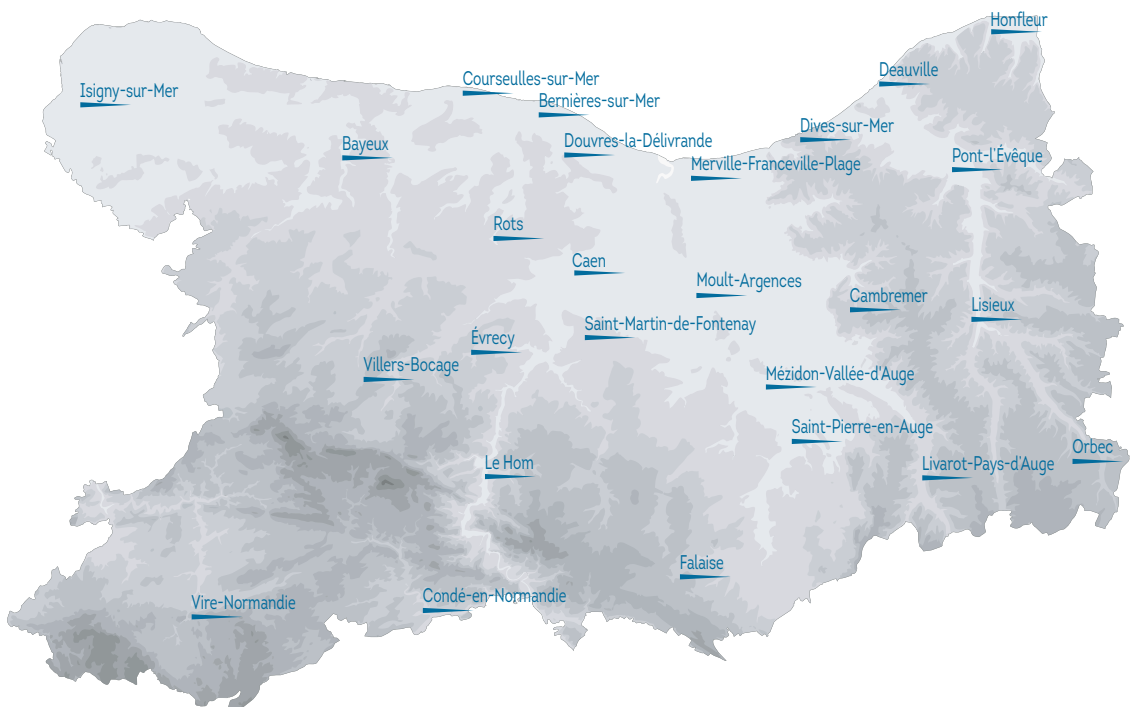 Honfleur
Deauville
Courseulles-sur-Mer
Isigny-sur-Mer
Bernières-sur-Mer
Dives-sur-Mer
Douvres-la-Délivrande
Bayeux
Pont-l'Évêque
Merville-Franceville-Plage
Rots
Caen
Moult-Argences
Cambremer
Lisieux
Saint-Martin-de-Fontenay
Évrecy
Villers-Bocage
Mézidon-Vallée-d'Auge
Saint-Pierre-en-Auge
Orbec
Le Hom
Livarot-Pays-d'Auge
Falaise
Condé-en-Normandie
Vire-Normandie